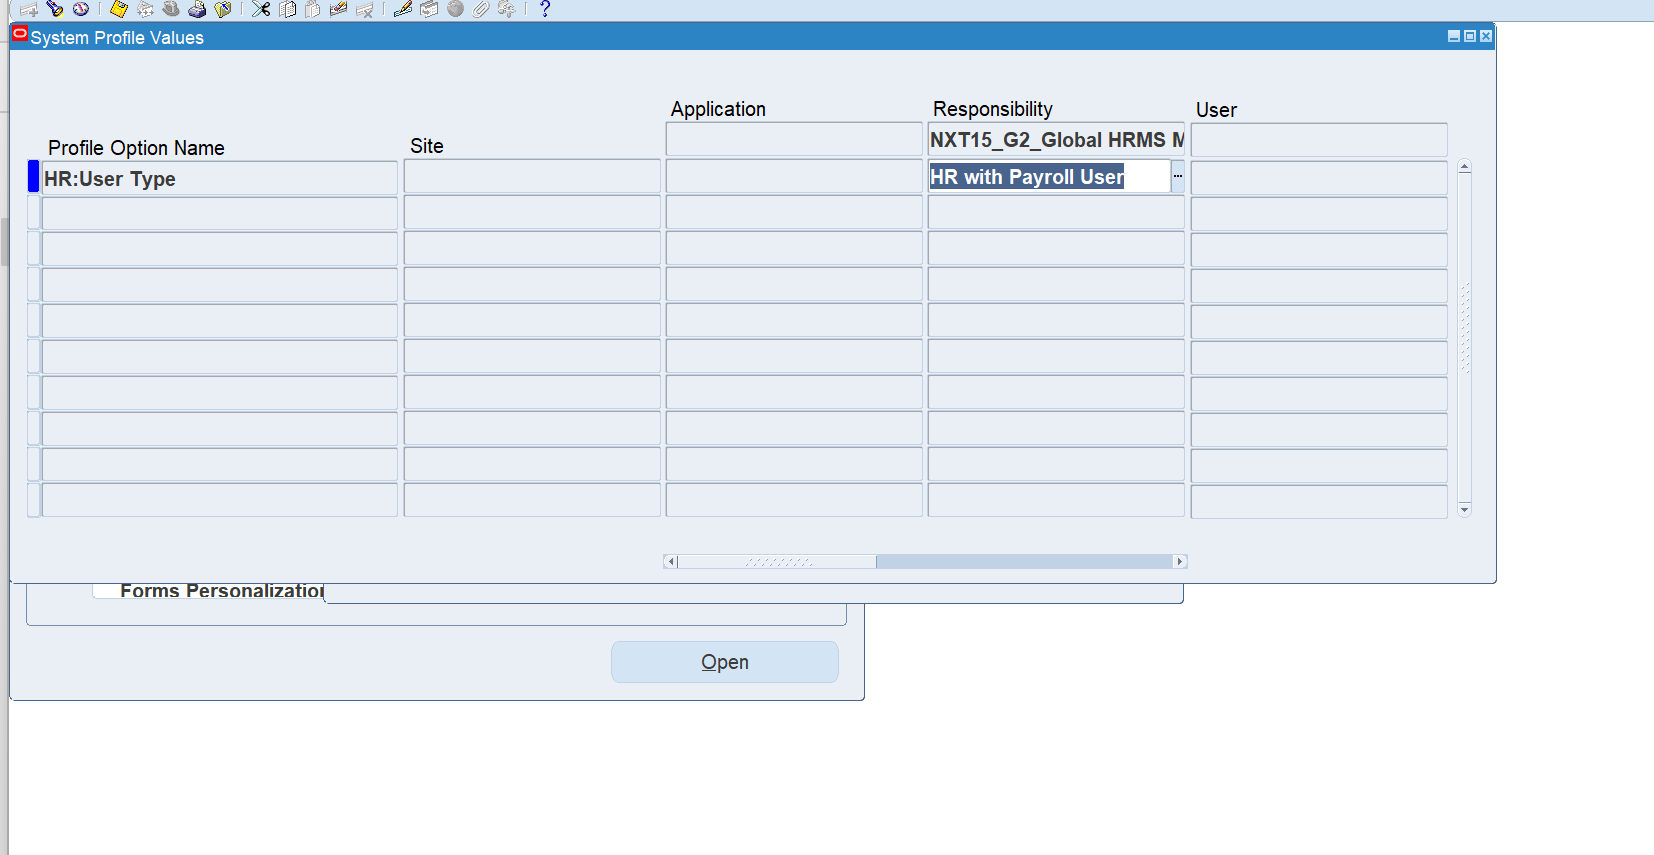 System Profile Values
Application
Responsibility
User
NXT15_G2_Global HRMS M
Profile Option Name
Site
HR:User Type
HR with Payroll User
...
Forms Personalization
Open